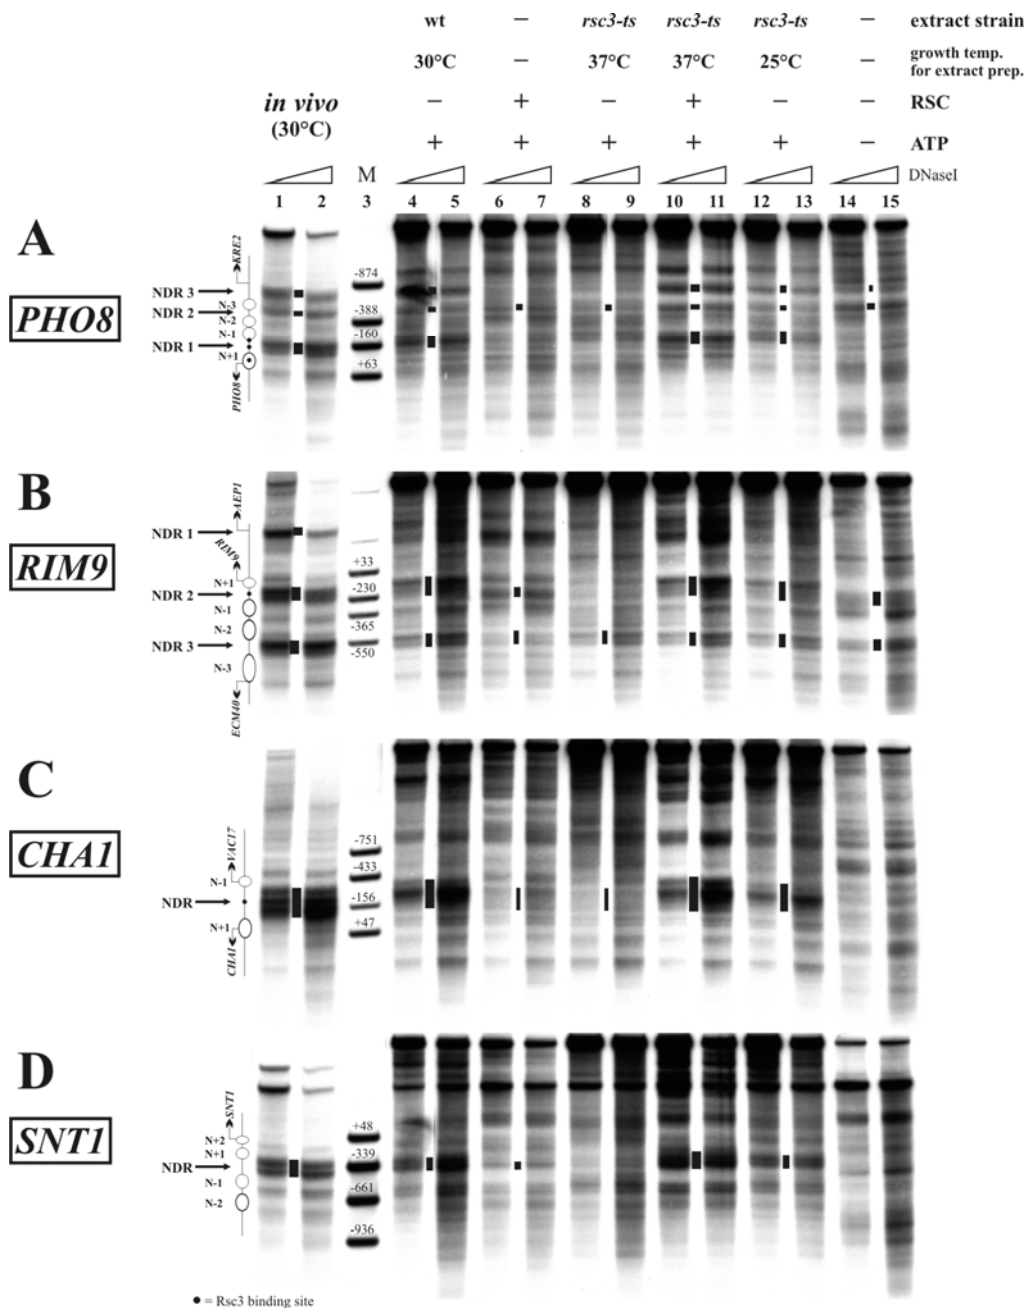 wt – rsc3-ts rsc3-ts rsc3-ts – extract strain
30°C – 37°C 37°C 25°C – growth temp. for extract prep.
in vivo (30°C) – + – + – – RSC
+ + + + + – ATP
M DNaseI
1 2 3 4 5 6 7 8 9 10 11 12 13 14 15
A
PHO8
KRE2
NDR 3
N-3
NDR 2
N-2
N-1
NDR 1
N+1
PHO8
-874
-388
-160
+63
B
RIM9
AEP1
NDR 1
RIM9
N+1
NDR 2
N-1
N-2
NDR 3
N-3
ECM40
+33
-230
-365
-550
C
CHA1
VAC17
N-1
NDR
N+1
CHA1
-751
-433
-156
+47
D
SNT1
SNT1
N+2
N+1
NDR
N-1
N-2
+48
-339
-661
-936
● = Rsc3 binding site